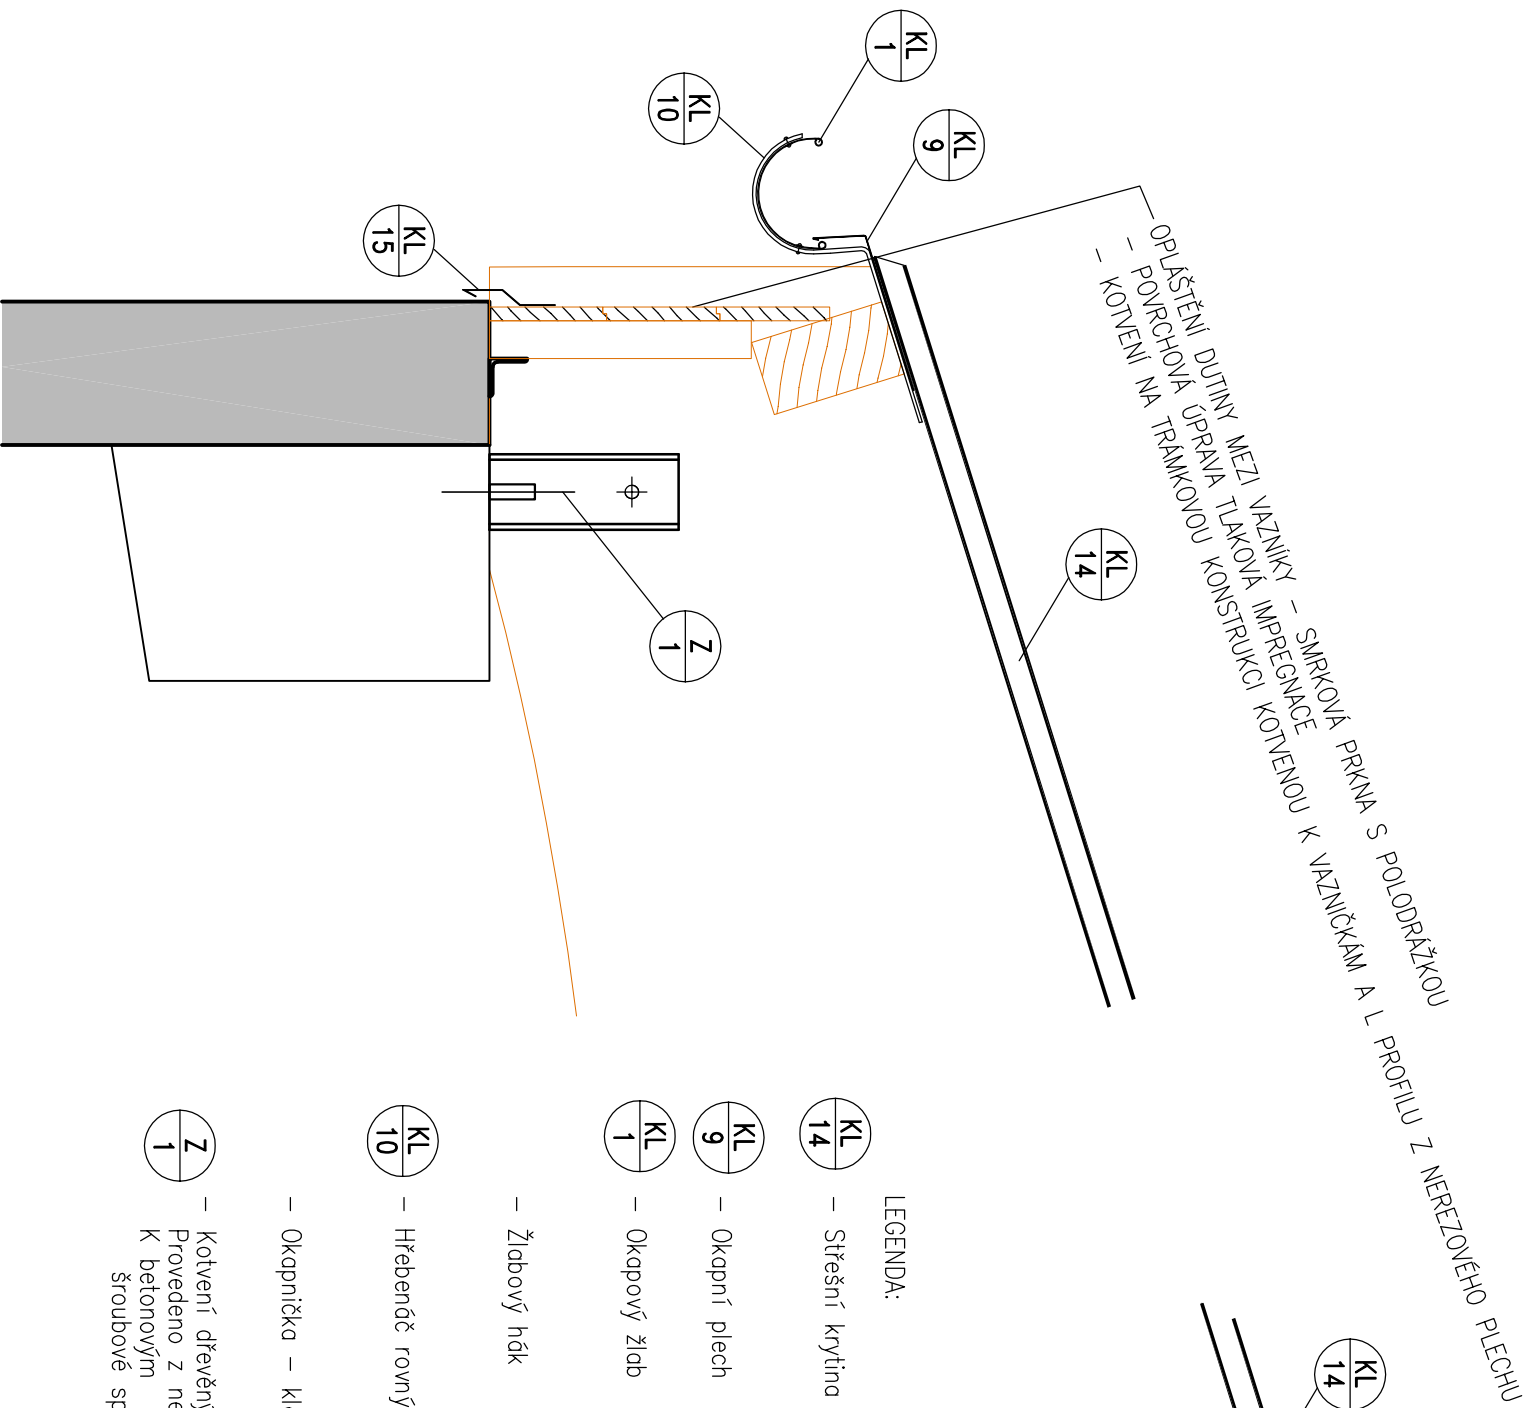 KL
1
KL
10
KL
9
KL
15
OPLÁŠTĚNÍ DUTINY MEZI VAZNÍKY – SMRKOVÁ PRKNA S POLODRÁŽKOU
– POVRCHOVÁ ÚPRAVA TLAKOVÁ IMPREGNACE
– KOTVENÍ NA TRÁMKOVOU KONSTRUKCI KOTVENOU K VAZNIČKÁM A L PROFILU Z NEREZOVÉHO PLECHU
KL
14
Z
1
LEGENDA:
KL
14
– Střešní krytina
KL
9
– Okapní plech
KL
1
– Okapový žlab
– Žlabový hák
KL
10
– Hřebenáč rovný
– Okapnička – kl
Z
1
– Kotvení dřevěný
Provedeno z ne
K betonovým
šroubové sp
KL
14